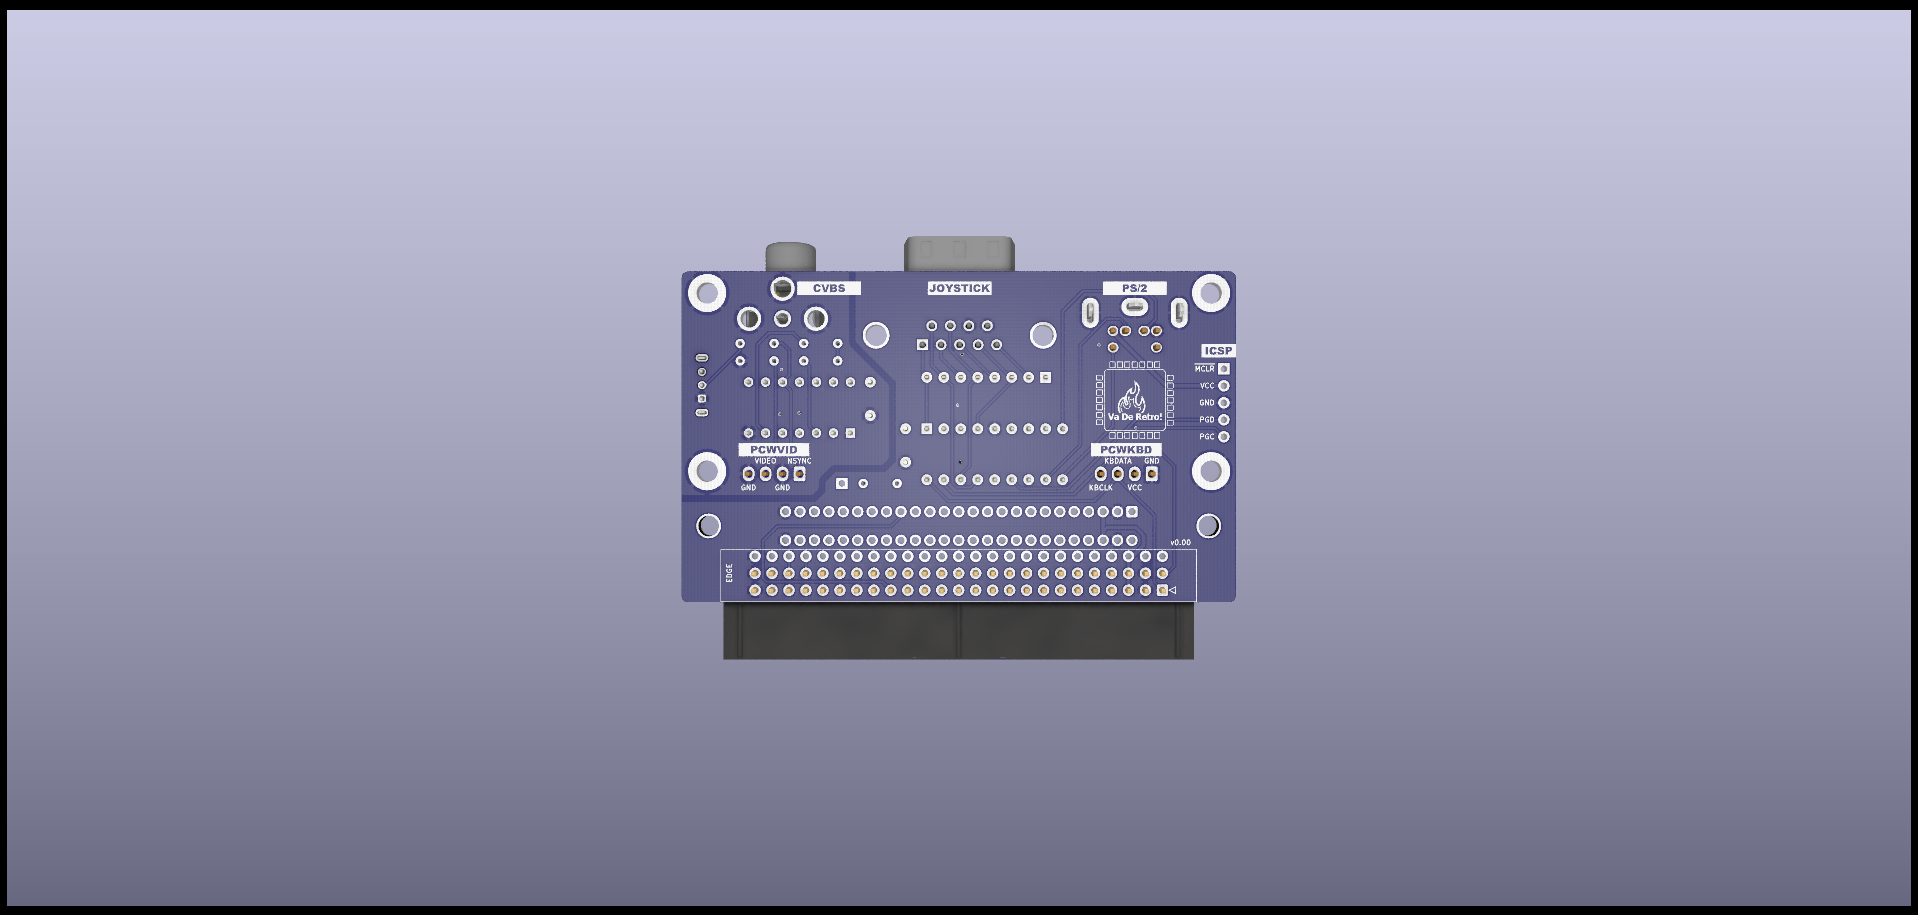 CVBS
JOYSTICK
PS/2
ICSP
MCLR
VCC
GND
PGD
PGC
Va De Retro!
PCWVID
VIDEO NSYNC
GND GND
PCWKBD
KBDATA GND
KBCLK VCC
v0.00
EDGE